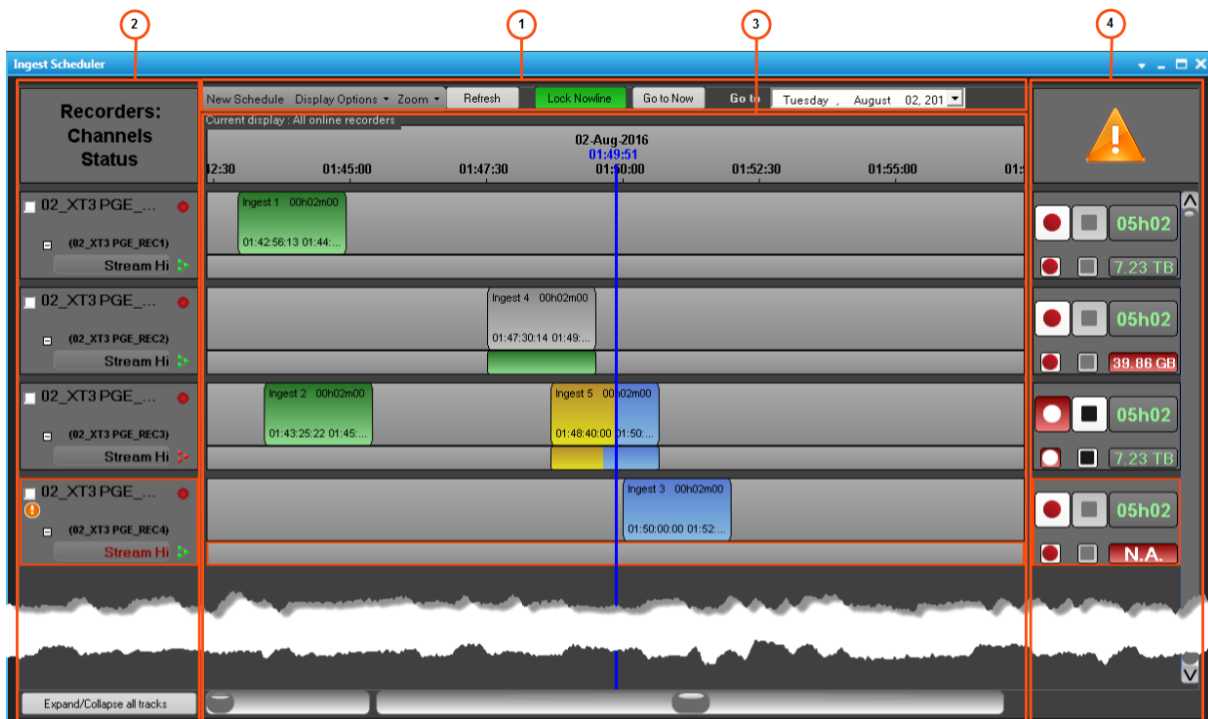 2
1
3
4
Ingest Scheduler
Recorders:
Channels
Status
New Schedule Display Options Zoom Refresh Lock Nowline Go to Now Go to Tuesday , August 02, 201
Current display : All online recorders
02-Aug-2016
01:49:51
42:30 01:45:00 01:47:30 01:50:00 01:52:30 01:55:00 01:
02_XT3 PGE_...
(02_XT3 PGE_REC1)
Stream Hi
Ingest 1 00h02m00
01:42:56:13 01:44:...
05h02
7.23 TB
02_XT3 PGE_...
(02_XT3 PGE_REC2)
Stream Hi
Ingest 4 00h02m00
01:47:30:14 01:49:...
05h02
39.86 GB
02_XT3 PGE_...
(02_XT3 PGE_REC3)
Stream Hi
Ingest 2 00h02m00
01:43:25:22 01:45:...
Ingest 5 00h02m00
01:48:40:00 01:50:...
05h02
7.23 TB
02_XT3 PGE_...
(02_XT3 PGE_REC4)
Stream Hi
Ingest 3 00h02m00
01:50:00:00 01:52:...
05h02
N.A.
Expand/Collapse all tracks